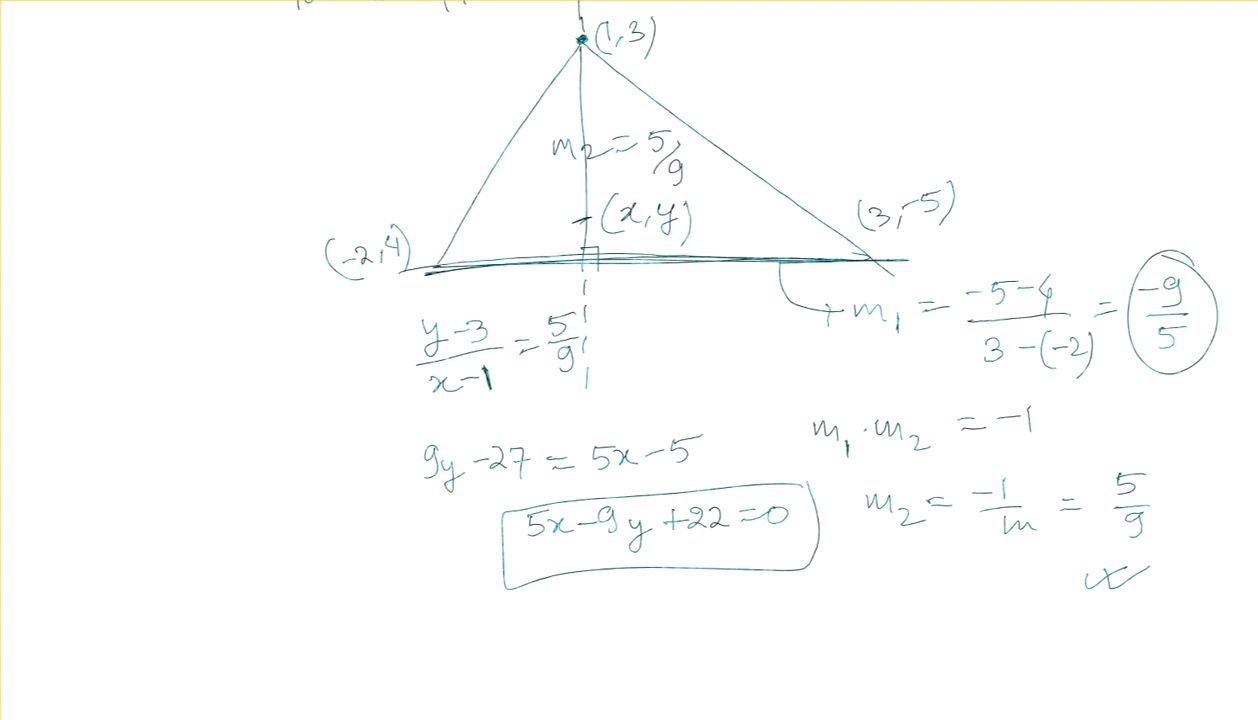 (1,3)
m2 = 5/9
(x,y)
(3,-5)
(-2,4)
m1 = (-5-4)/(3-(-2)) = -9/5
(y-3)/(x-1) = 5/9
m1 · m2 = -1
9y - 27 = 5x - 5
m2 = -1/m = 5/9
5x - 9y + 22 = 0